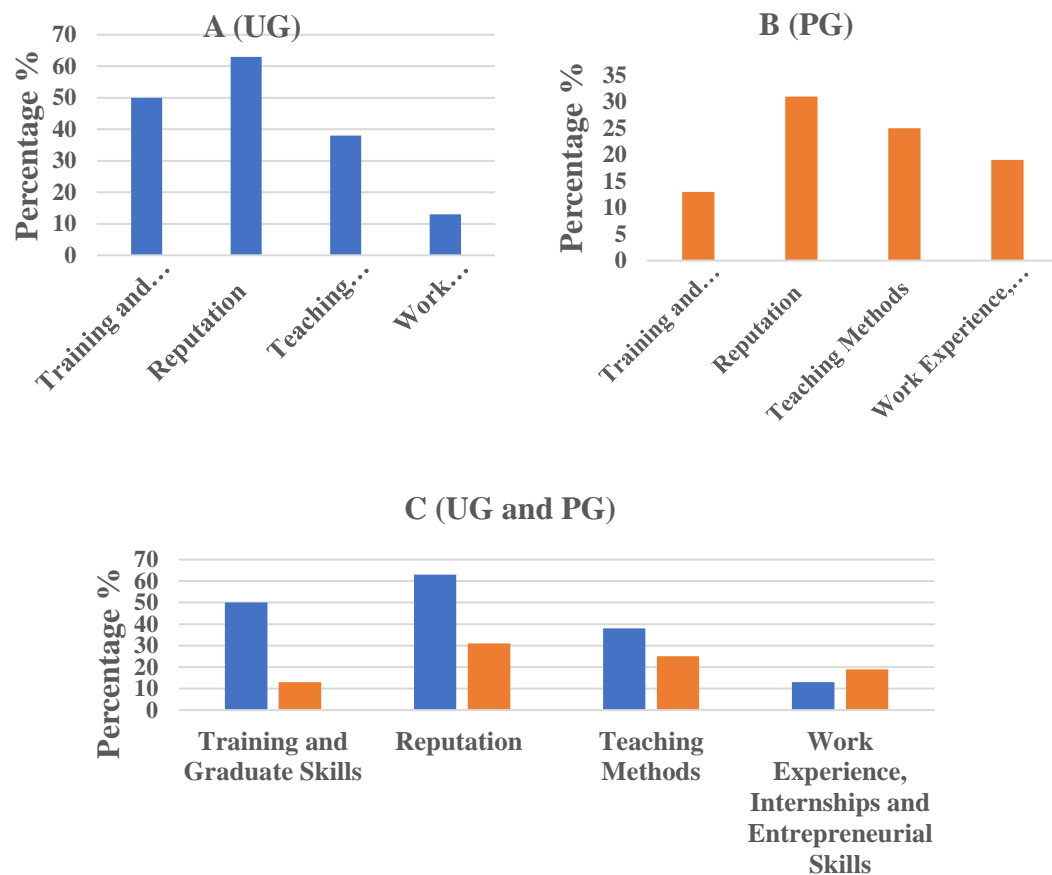 A (UG)
Percentage %
70
60
50
40
30
20
10
0
Training and…
Reputation
Teaching…
Work…
B (PG)
Percentage %
35
30
25
20
15
10
5
0
Training and…
Reputation
Teaching Methods
Work Experience,…
C (UG and PG)
Percentage %
70
60
50
40
30
20
10
0
Training and
Graduate Skills
Reputation
Teaching
Methods
Work
Experience,
Internships and
Entrepreneurial
Skills